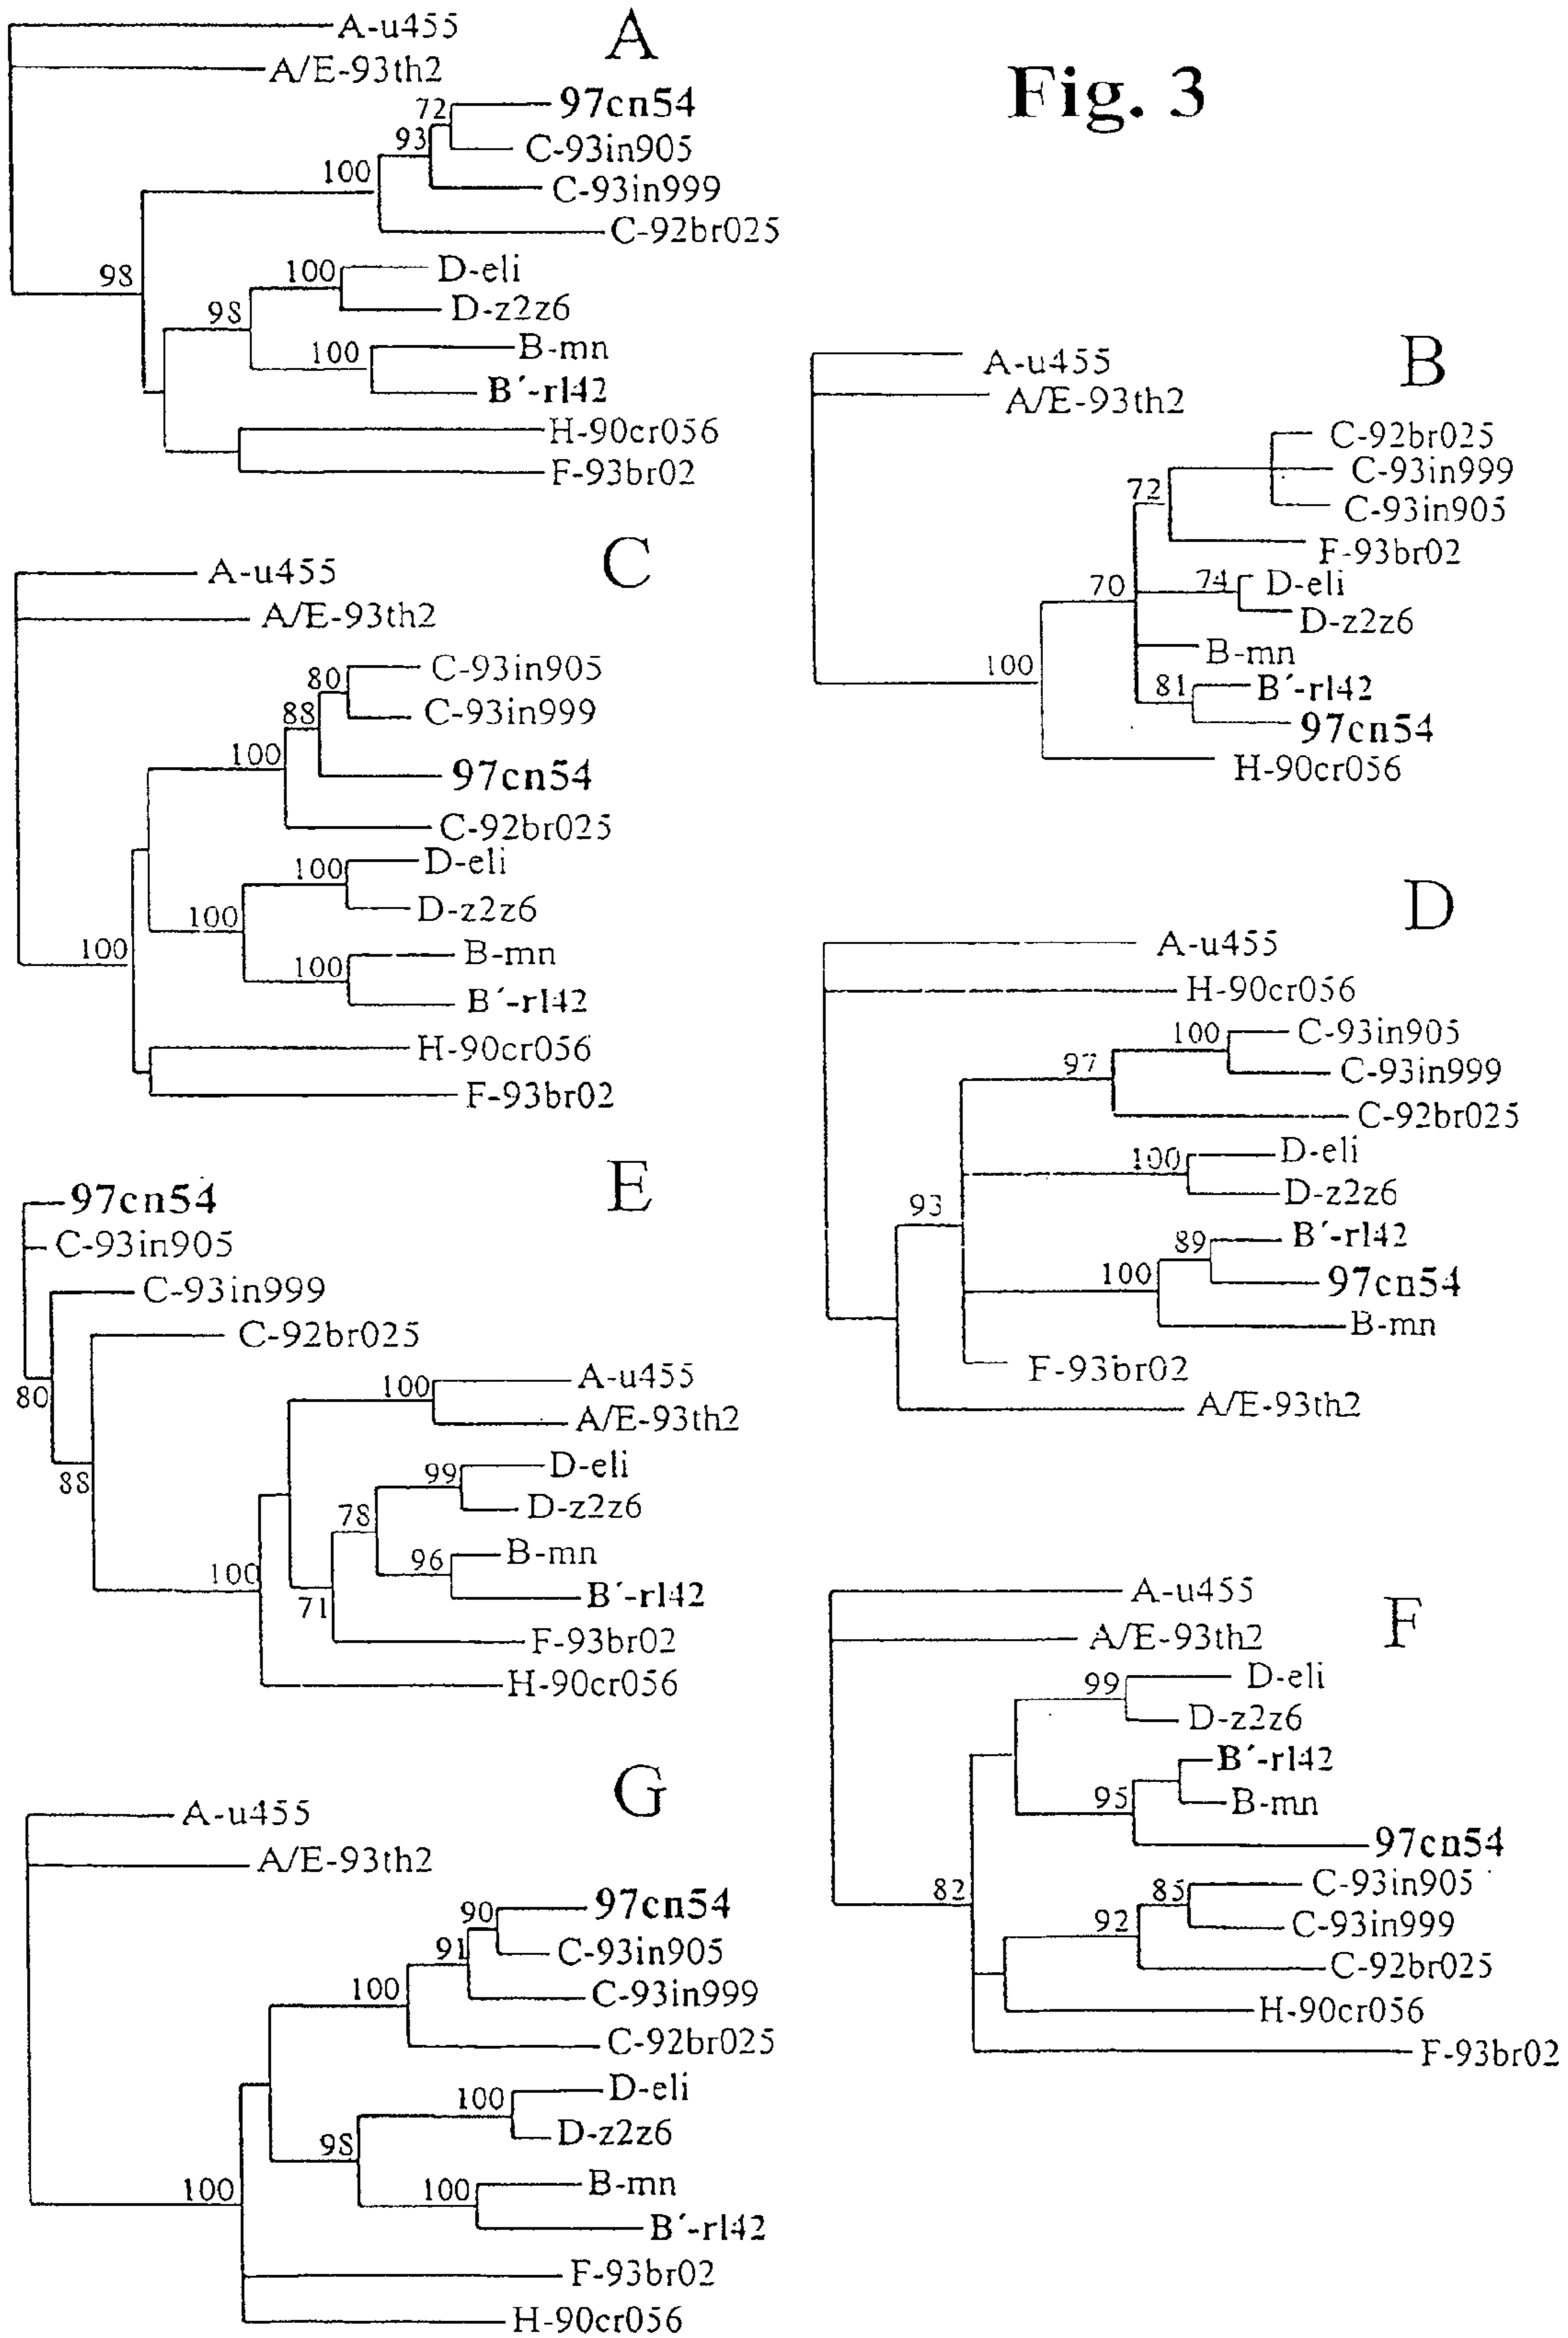 Fig. 3
A
A-u455
A/E-93th2
72
97cn54
93
C-93in905
100
C-93in999
C-92br025
98
100
D-eli
98
D-z2z6
100
B-mn
B´-rl42
H-90cr056
F-93br02
B
A-u455
A/E-93th2
C-92br025
72
C-93in999
C-93in905
F-93br02
70
74
D-eli
D-z2z6
B-mn
100
81
B´-rl42
97cn54
H-90cr056
C
A-u455
A/E-93th2
80
C-93in905
88
C-93in999
100
97cn54
C-92br025
100
D-eli
100
D-z2z6
100
B-mn
100
B´-rl42
H-90cr056
F-93br02
D
A-u455
H-90cr056
100
C-93in905
97
C-93in999
C-92br025
100
D-eli
D-z2z6
93
89
B´-rl42
100
97cn54
B-mn
F-93br02
A/E-93th2
E
97cn54
C-93in905
C-93in999
C-92br025
80
100
A-u455
A/E-93th2
88
99
D-eli
78
D-z2z6
100
96
B-mn
71
B´-rl42
F-93br02
H-90cr056
F
A-u455
A/E-93th2
99
D-eli
D-z2z6
B´-rl42
95
B-mn
97cn54
82
85
C-93in905
92
C-93in999
C-92br025
H-90cr056
F-93br02
G
A-u455
A/E-93th2
90
97cn54
91
C-93in905
100
C-93in999
C-92br025
100
D-eli
98
D-z2z6
100
100
B-mn
B´-rl42
F-93br02
H-90cr056